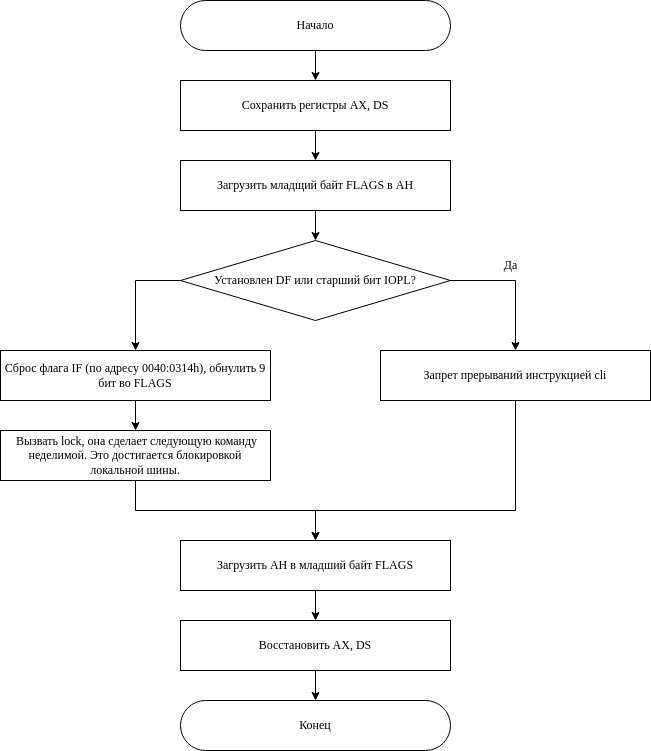 Начало
Сохранить регистры AX, DS
Загрузить младщий байт FLAGS в AH
Да
Установлен DF или старший бит IOPL?
Сброс флага IF (по адресу 0040:0314h), обнулить 9
бит во FLAGS
Запрет прерываний инструкцией cli
Вызвать lock, она сделает следующую команду
неделимой. Это достигается блокировкой
локальной шины.
Загрузить AH в младший байт FLAGS
Восстановить AX, DS
Конец